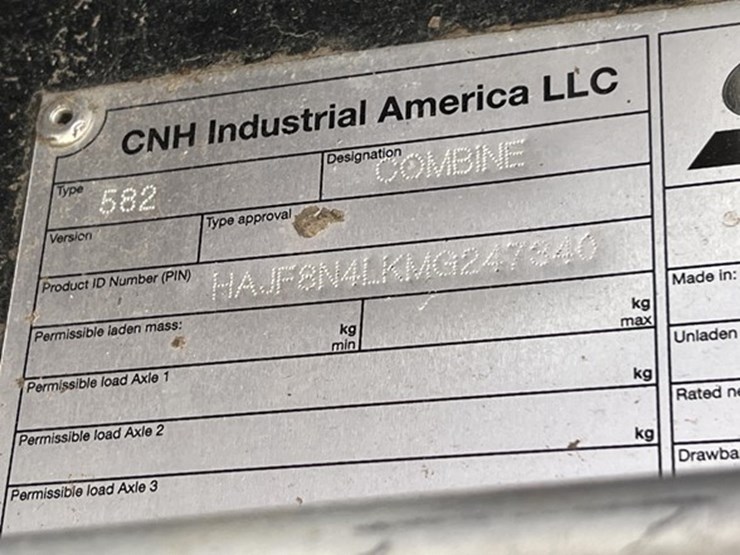 CNH Industrial America LLC
Type 582
Designation COMBINE
Version
Type approval
Product ID Number (PIN) HAJF8N4LKMG247340
Made in:
Permissible laden mass: kg min kg max
Unladen
Permissible load Axle 1 kg
Rated
Permissible load Axle 2 kg
Drawba
Permissible load Axle 3